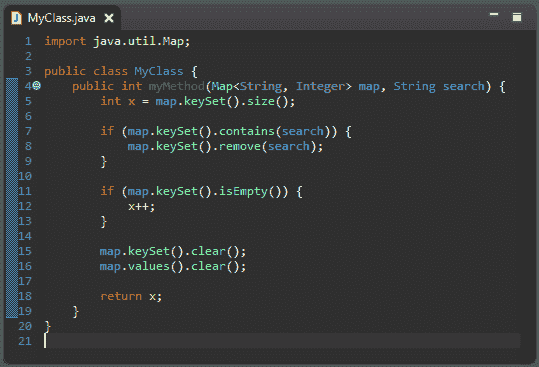 MyClass.java
1 import java.util.Map;
2
3 public class MyClass {
4 public int myMethod(Map<String, Integer> map, String search) {
5 int x = map.keySet().size();
6
7 if (map.keySet().contains(search)) {
8 map.keySet().remove(search);
9 }
10
11 if (map.keySet().isEmpty()) {
12 x++;
13 }
14
15 map.keySet().clear();
16 map.values().clear();
17
18 return x;
19 }
20 }
21